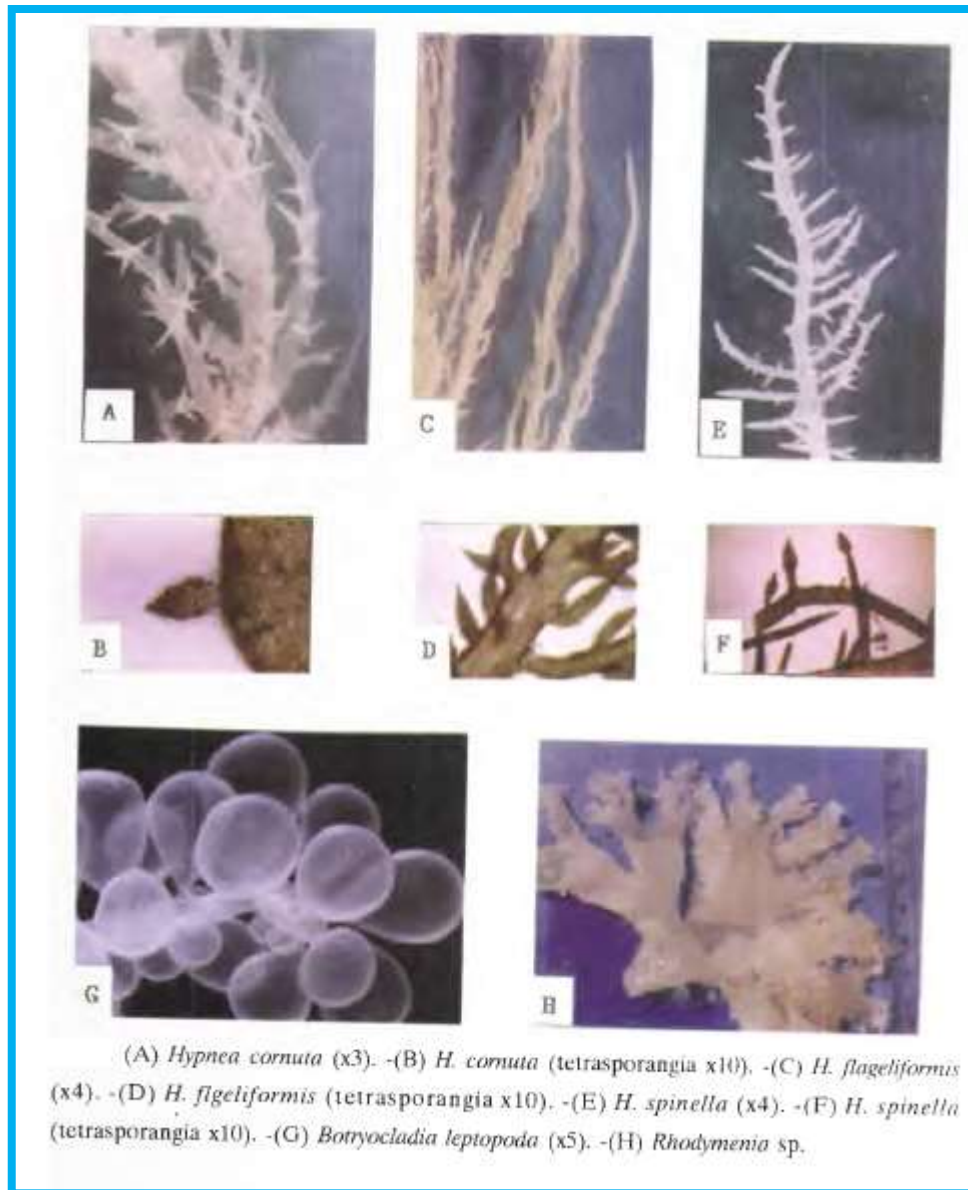 A
C
E
B
D
F
G
H
(A) Hypnea cornuta (x3). -(B) H. cornuta (tetrasporangia x10). -(C) H. flageliformis
(x4). -(D) H. flgeliformis (tetrasporangia x10). -(E) H. spinella (x4). -(F) H. spinella
(tetrasporangia x10). -(G) Botryocladia leptopoda (x5). -(H) Rhodymenia sp.